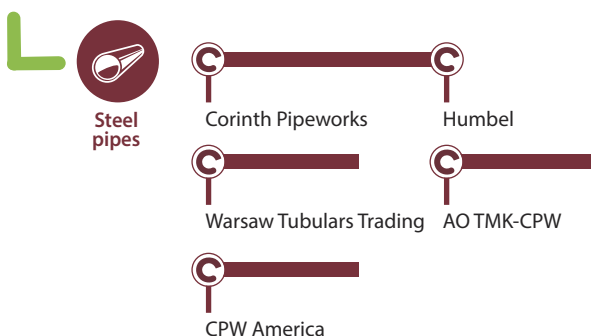 Steel
pipes
Corinth Pipeworks
Humbel
Warsaw Tubulars Trading
AO TMK-CPW
CPW America